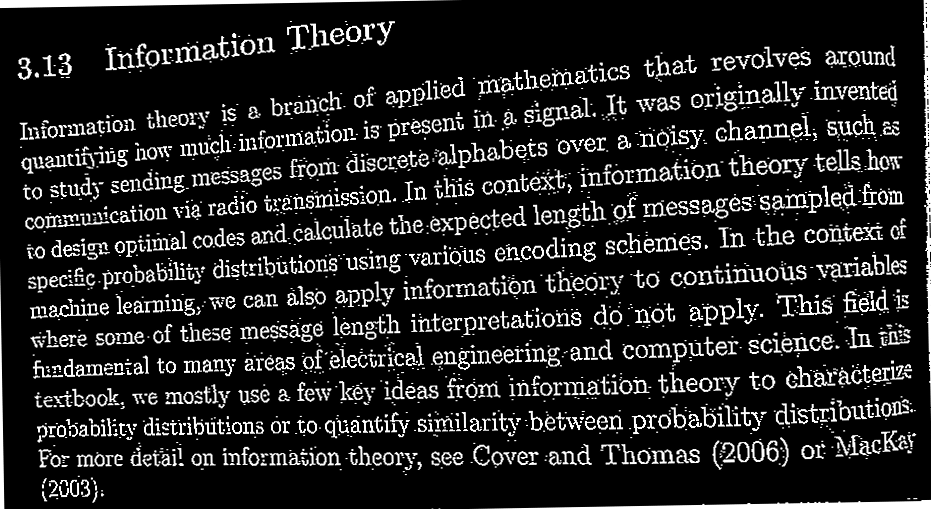 3.13 Information Theory
Information theory is a branch of applied mathematics that revolves around
quantifying how much information is present in a signal. It was originally invented
to study sending messages from discrete alphabets over a noisy channel, such as
communication via radio transmission. In this context, information theory tells how
to design optimal codes and calculate the expected length of messages sampled from
specific probability distributions using various encoding schemes. In the context of
machine learning, we can also apply information theory to continuous variables
where some of these message length interpretations do not apply. This field is
fundamental to many areas of electrical engineering and computer science. In this
textbook, we mostly use a few key ideas from information theory to characterize
probability distributions or to quantify similarity between probability distributions.
For more detail on information theory, see Cover and Thomas (2006) or MacKay
(2003).